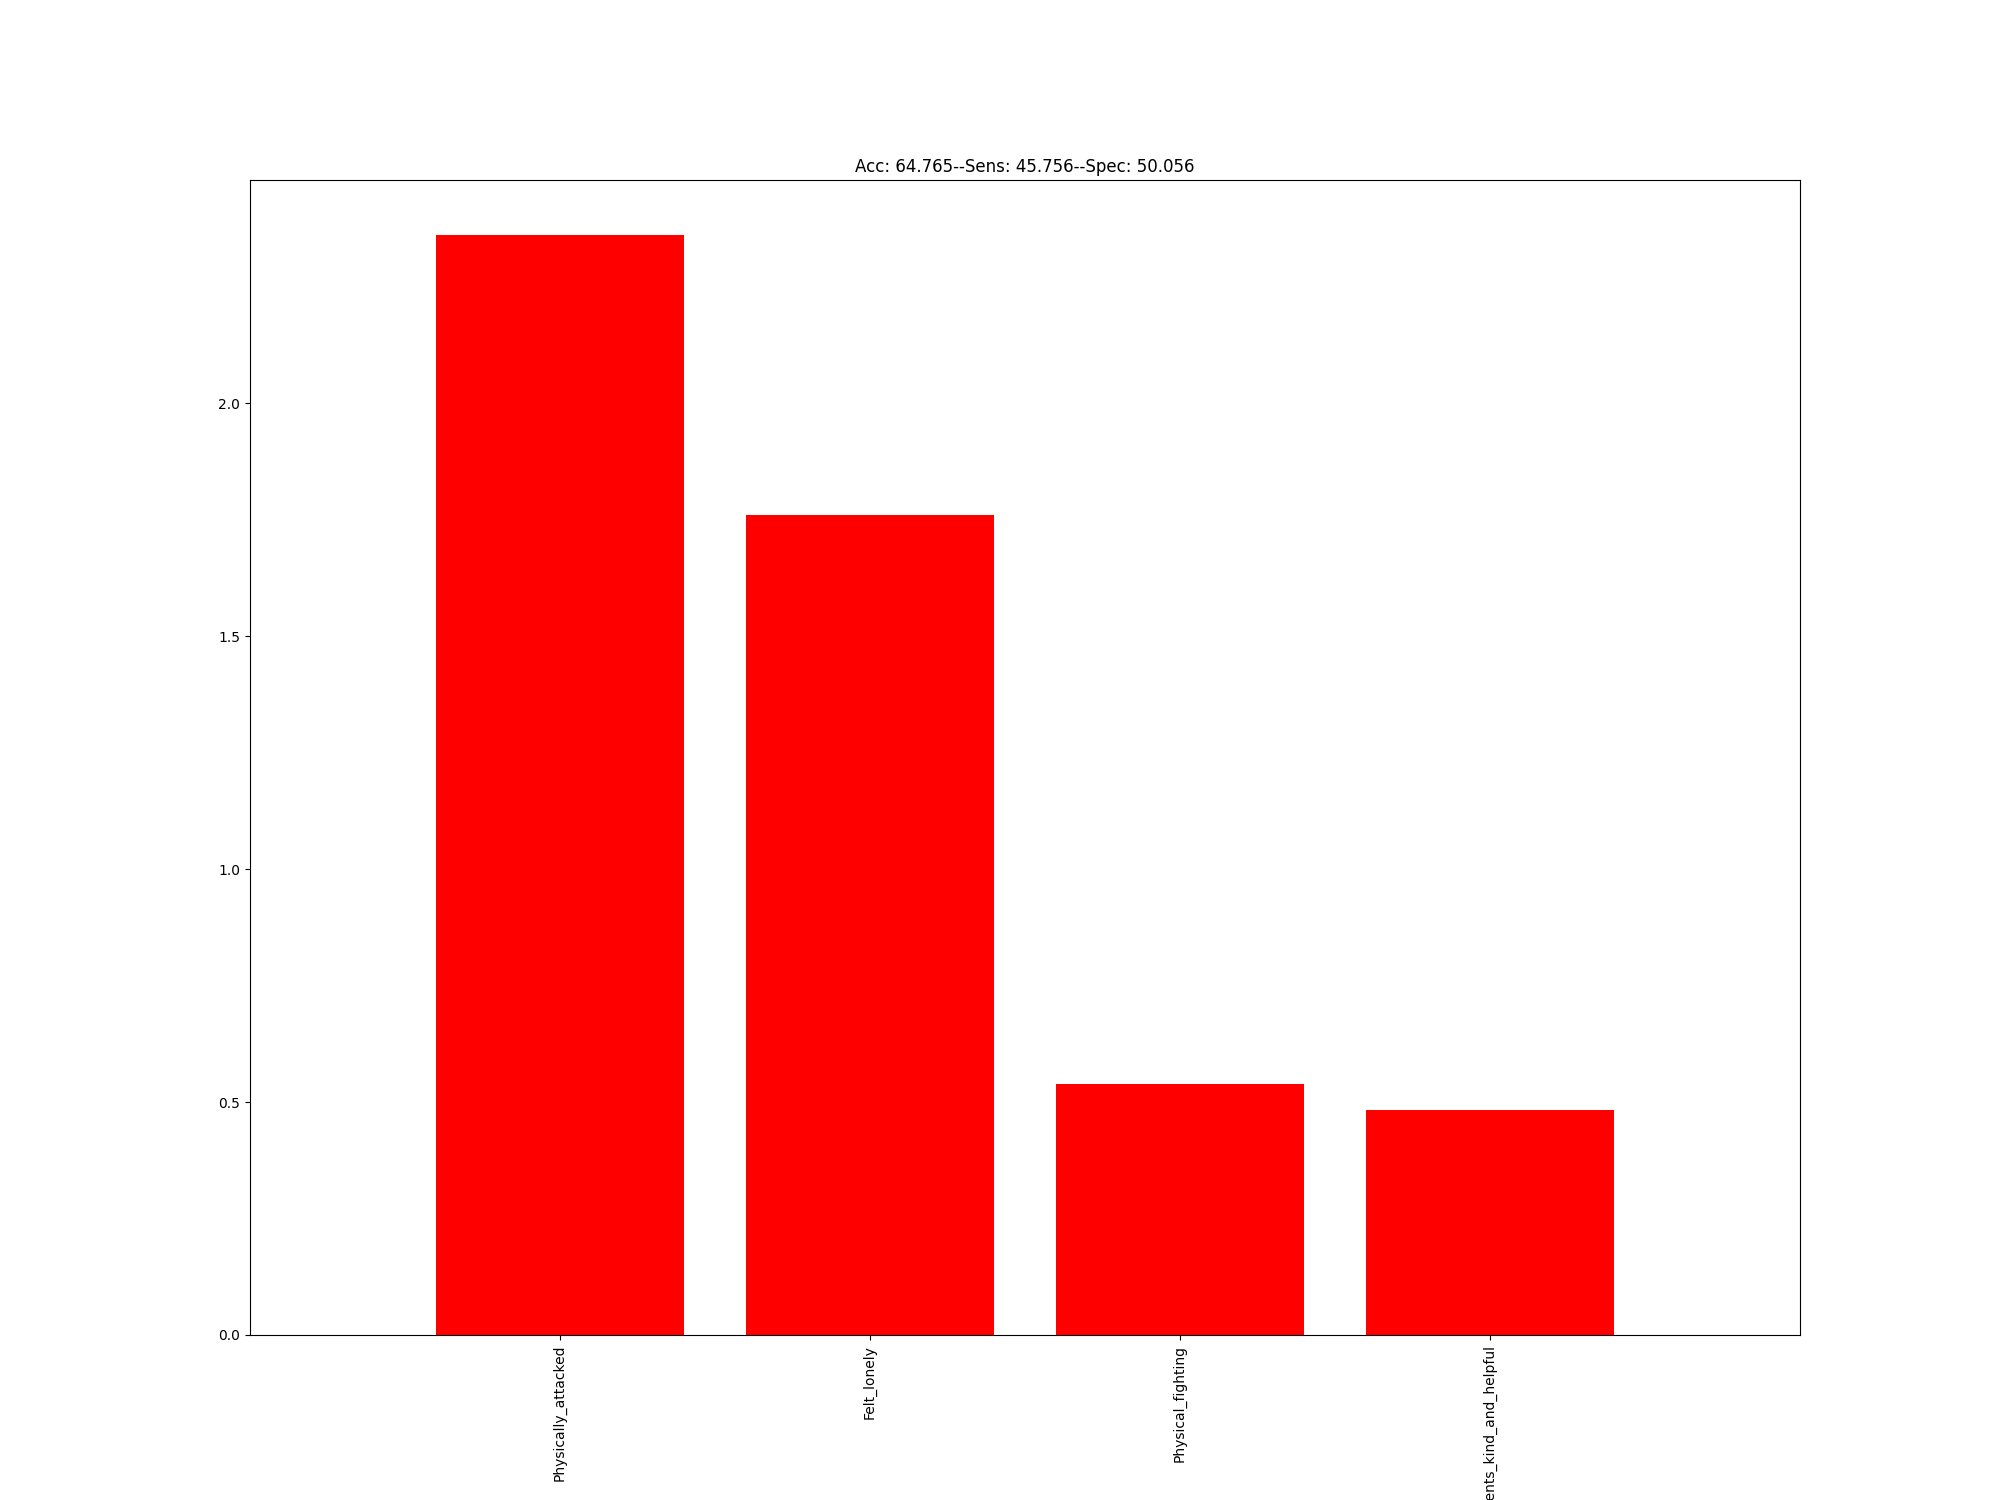 Acc: 64.765--Sens: 45.756--Spec: 50.056
2.0
1.5
1.0
0.5
0.0
Physically_attacked
Felt_lonely
Physical_fighting
ents_kind_and_helpful